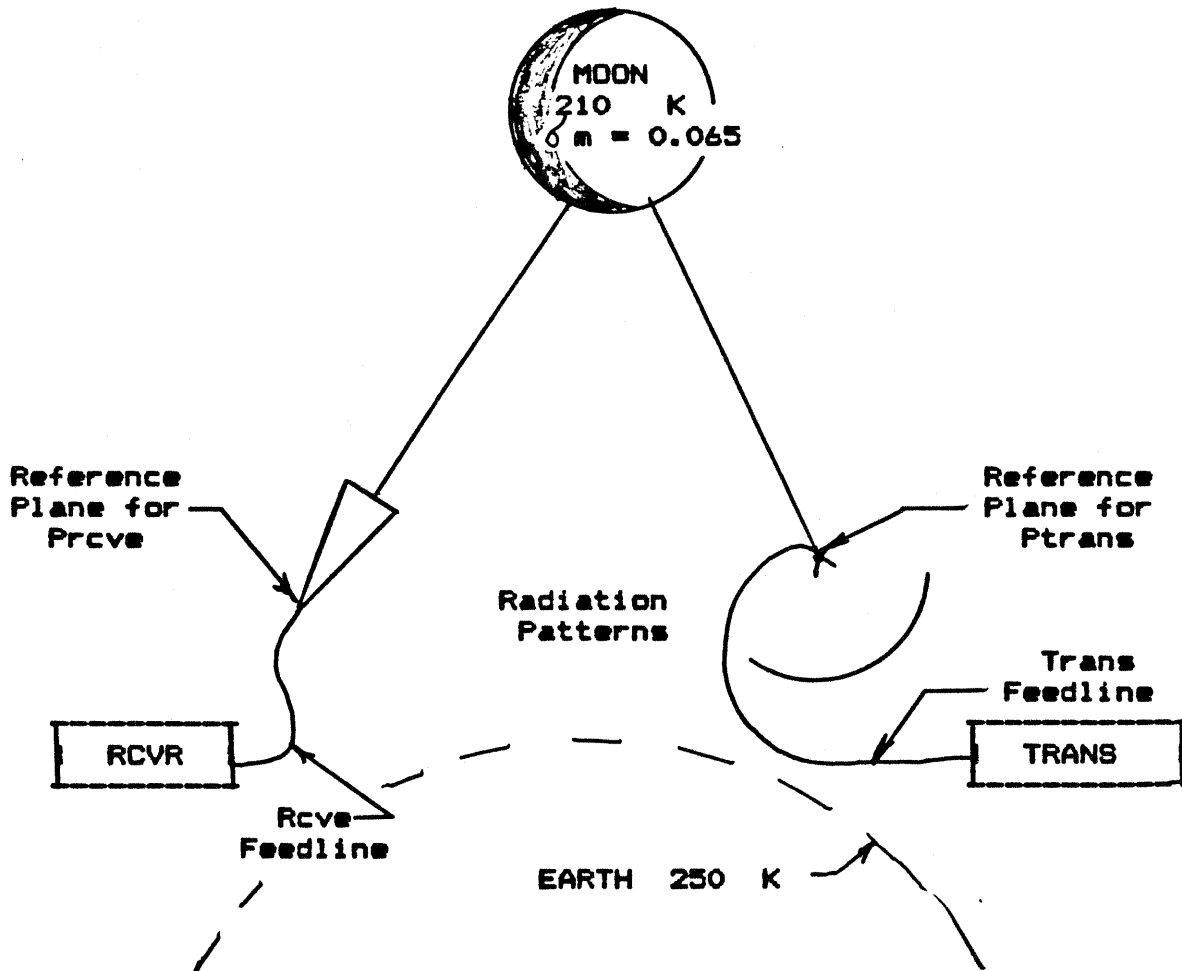 MOON
210 K
δ m = 0.065
Reference
Plane for
Prcve
Reference
Plane for
Ptrans
Radiation
Patterns
Trans
Feedline
RCVR
TRANS
Rcve
Feedline
EARTH 250 K